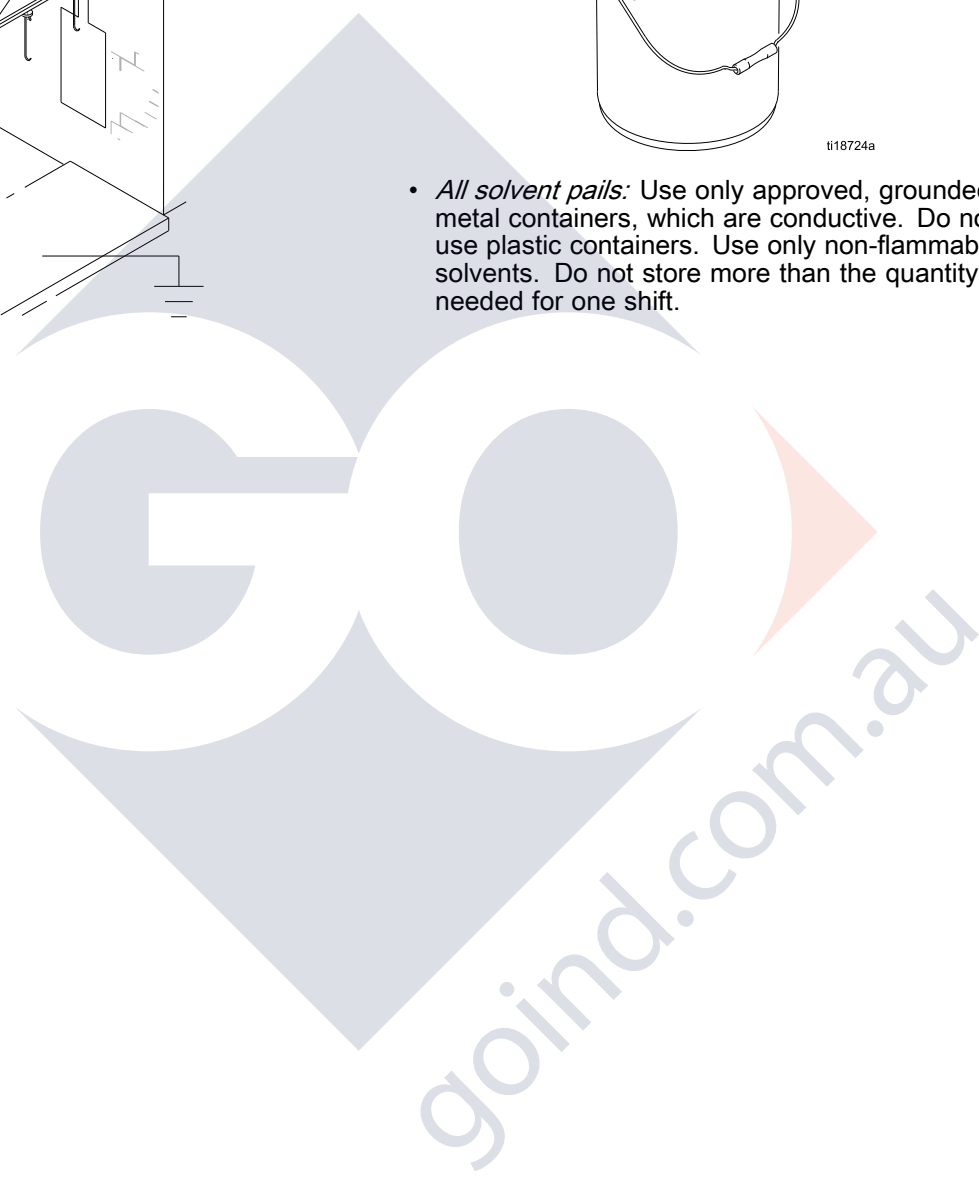 ti18724a
• All solvent pails: Use only approved, grounded
metal containers, which are conductive. Do no
use plastic containers. Use only non-flammab
solvents. Do not store more than the quantity
needed for one shift.
GO
goind.com.au